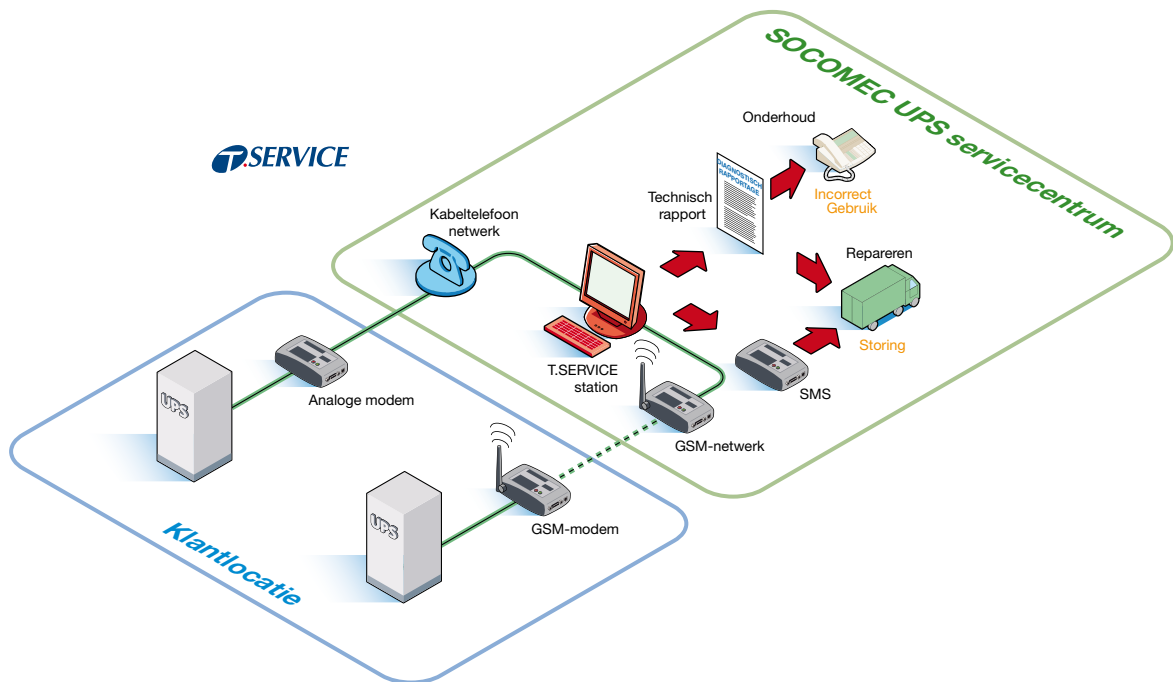 SOCOMEC UPS servicecentrum
Onderhoud
T.SERVICE
DIAGNOSTISCH
RAPPORTAGE
Technisch
rapport
Incorrect
Gebruik
Kabeltelefoon
netwerk
Repareren
Storing
T.SERVICE
station
SMS
Analoge modem
UPS
GSM-netwerk
GSM-modem
UPS
Klantlocatie